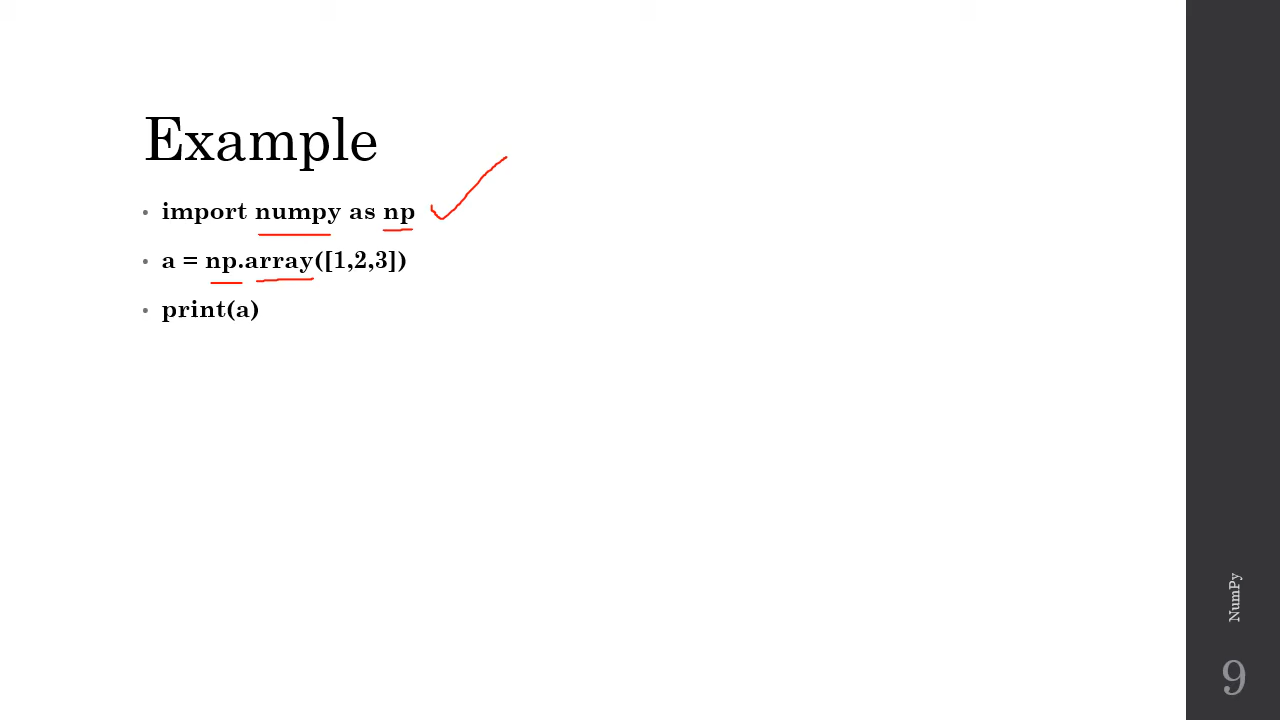 Example
• import numpy as np
• a = np.array([1,2,3])
• print(a)
NumPy
9